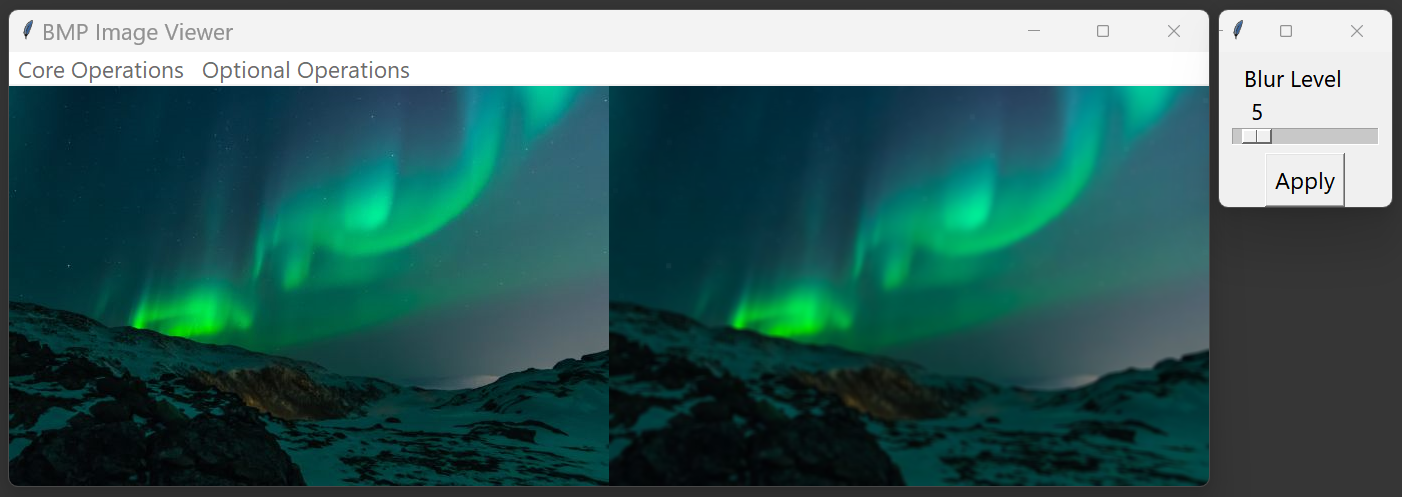 BMP Image Viewer
Core Operations Optional Operations
Blur Level
5
Apply